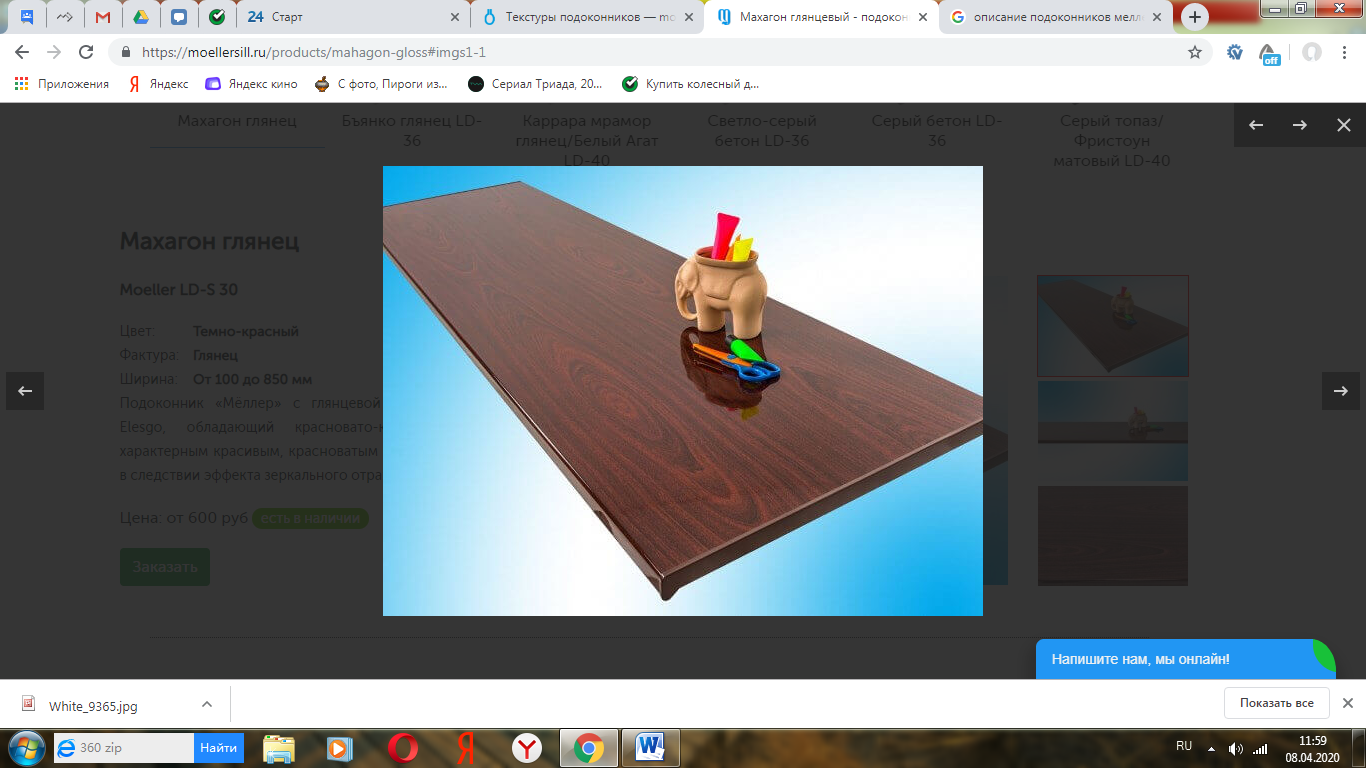 24 Старт
Текстуры подоконников — mo
Махагон глянцевый - подокон
описание подоконников мелл
https://moellersill.ru/products/mahagon-gloss#imgs1-1
off
Приложения
Яндекс
Яндекс кино
С фото, Пироги из...
Сериал Триада, 20...
Купить колесный д...
Махагон глянец
Бъянко глянец LD-
36
Каррара мрамор
глянец/Белый Агат
LD-40
Светло-серый
бетон LD-36
Серый бетон LD-
36
Серый топаз/
Фристоун
матовый LD-40
Махагон глянец
Moeller LD-S 30
Цвет: Темно-красный
Фактура: Глянец
Ширина: От 100 до 850 мм
Подоконник «Мёллер» с глянцевой
Elesgo, обладающий красновато-к
характерным красивым, красноватым
в следствии эффекта зеркального отра
Цена: от 600 руб есть в наличии
Заказать
Напишите нам, мы онлайн!
White_9365.jpg
Показать все
360 zip
Найти
RU
11:59
08.04.2020